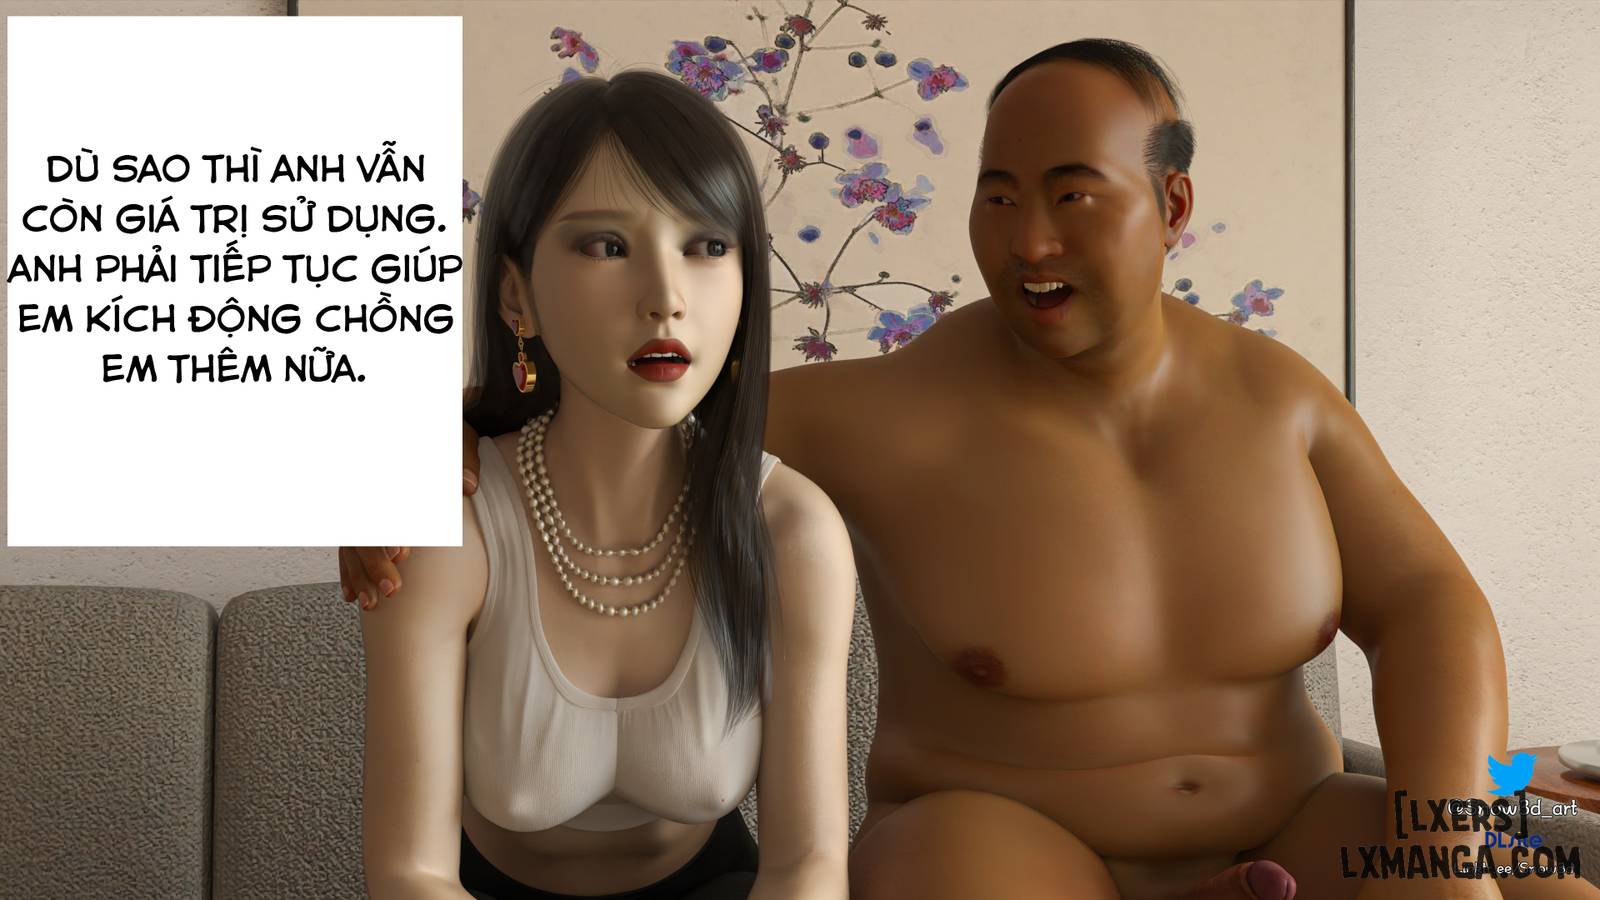 DÙ SAO THÌ ANH VẪN
CÒN GIÁ TRỊ SỬ DỤNG.
ANH PHẢI TIẾP TỤC GIÚP
EM KÍCH ĐỘNG CHỒNG
EM THÊM NỮA.
@Snow3d_art
[LXERS]
LXMANGA.COM